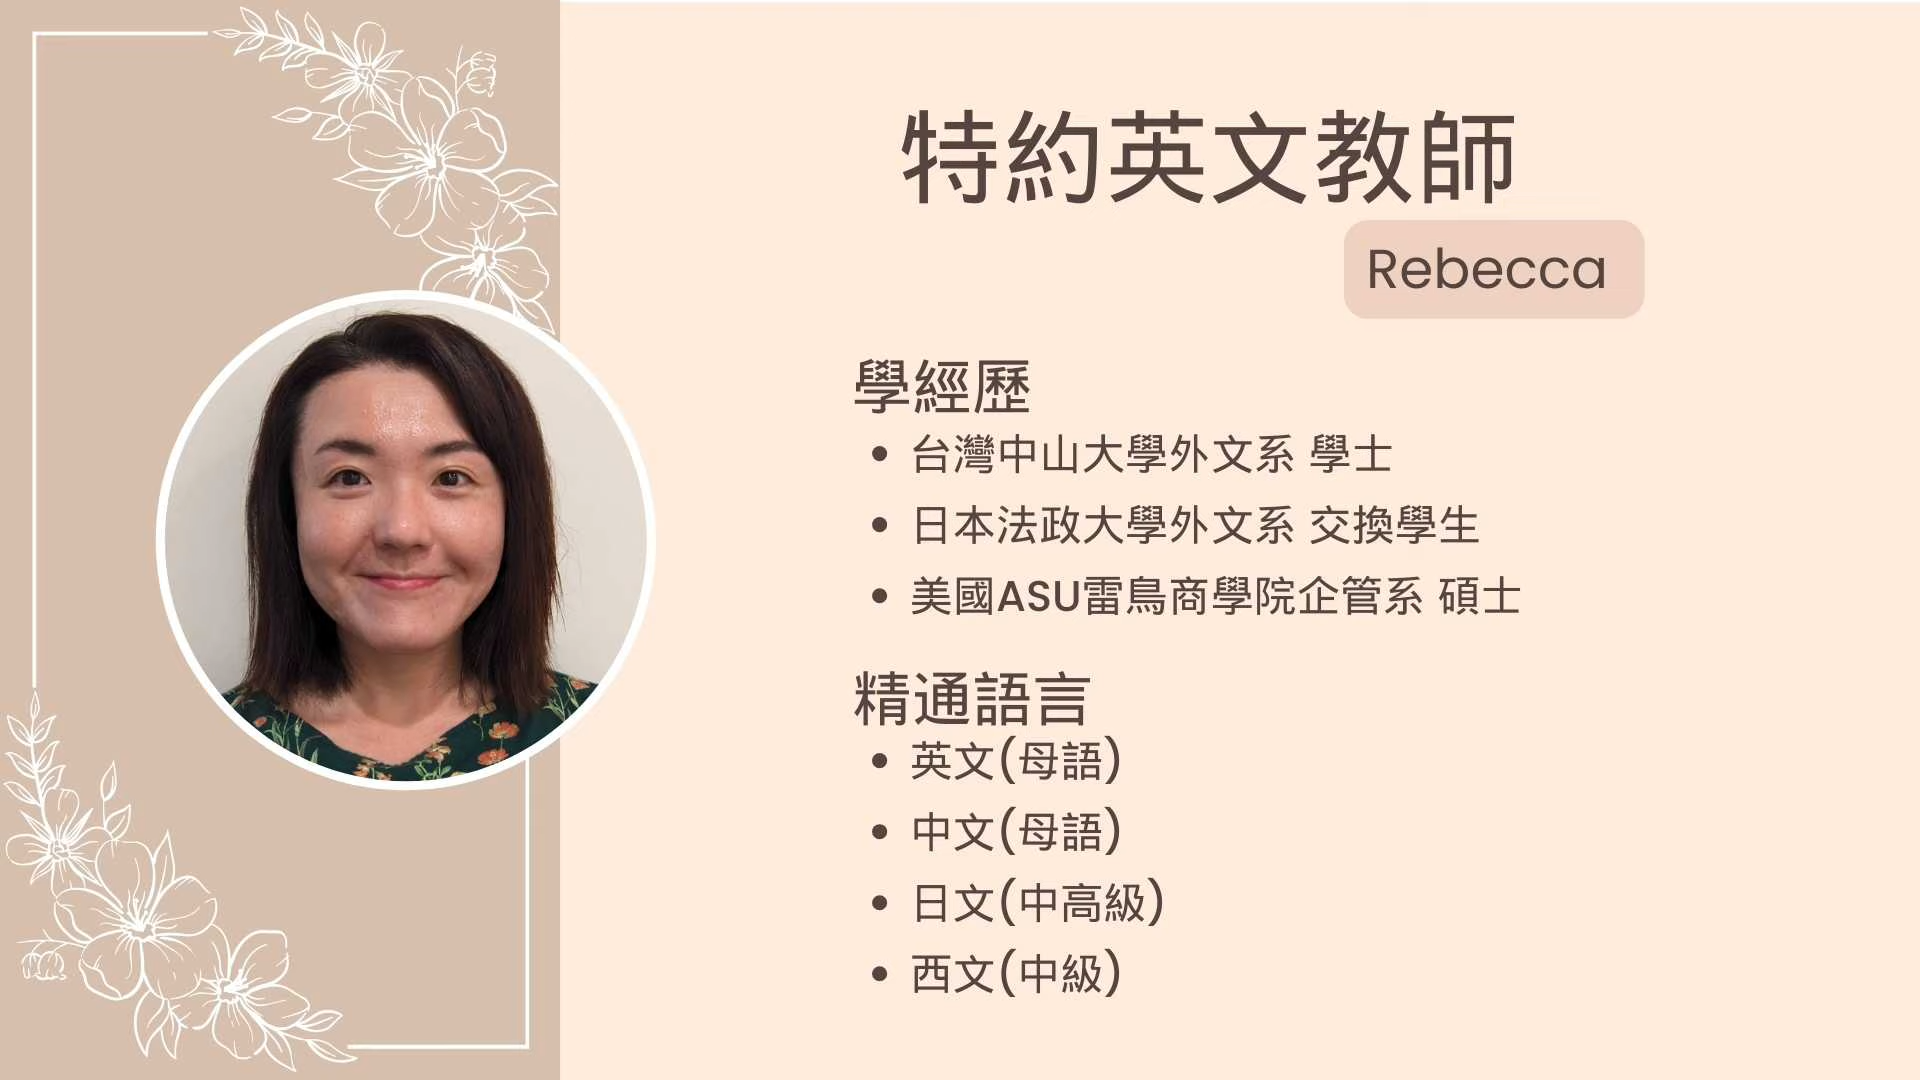 特約英文教師
Rebecca
學經歷
台灣中山大學外文系 學士
日本法政大學外文系 交換學生
美國ASU雷鳥商學院企管系 碩士
精通語言
英文(母語)
中文(母語)
日文(中高級)
西文(中級)